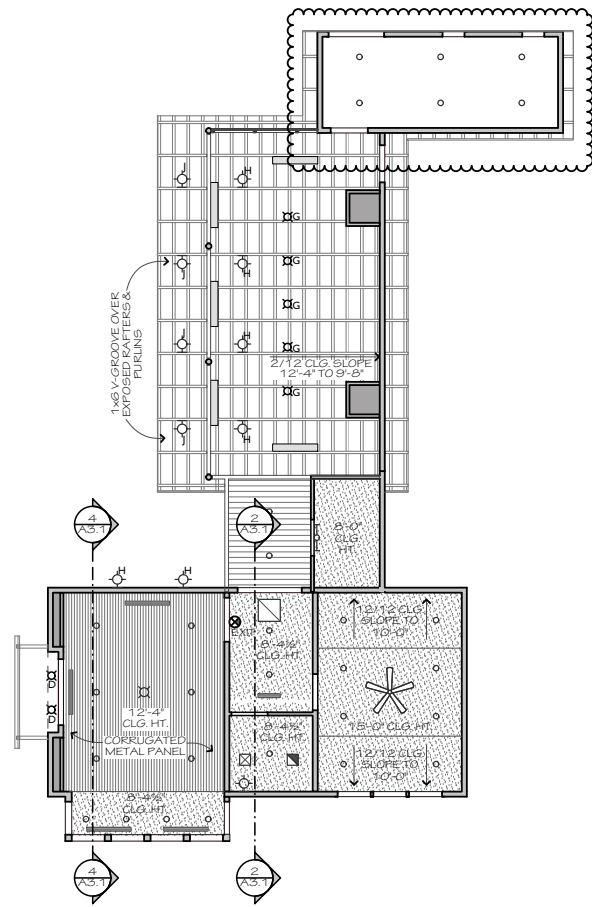 J
H
G
J
H
G
1x6 V-GROOVE OVER
EXPOSED RAFTERS &
PURLINS
G
J
H
G
2/12 CLG. SLOPE
12'-4" TO 9'-8"
G
J
H
4
A3.1
2
A3.1
8'-0"
CLG.
HT.
H
H
EXIT
12/12 CLG.
SLOPE TO
10'-0"
8'-4½"
CLG. HT.
D
D
12'-4"
CLG. HT.
CORRUGATED
METAL PANEL
15'-0" CLG. HT.
8'-4½"
CLG. HT.
12/12 CLG.
SLOPE TO
10'-0"
8'-4½"
CLG. HT.
4
A3.1
2
A3.1